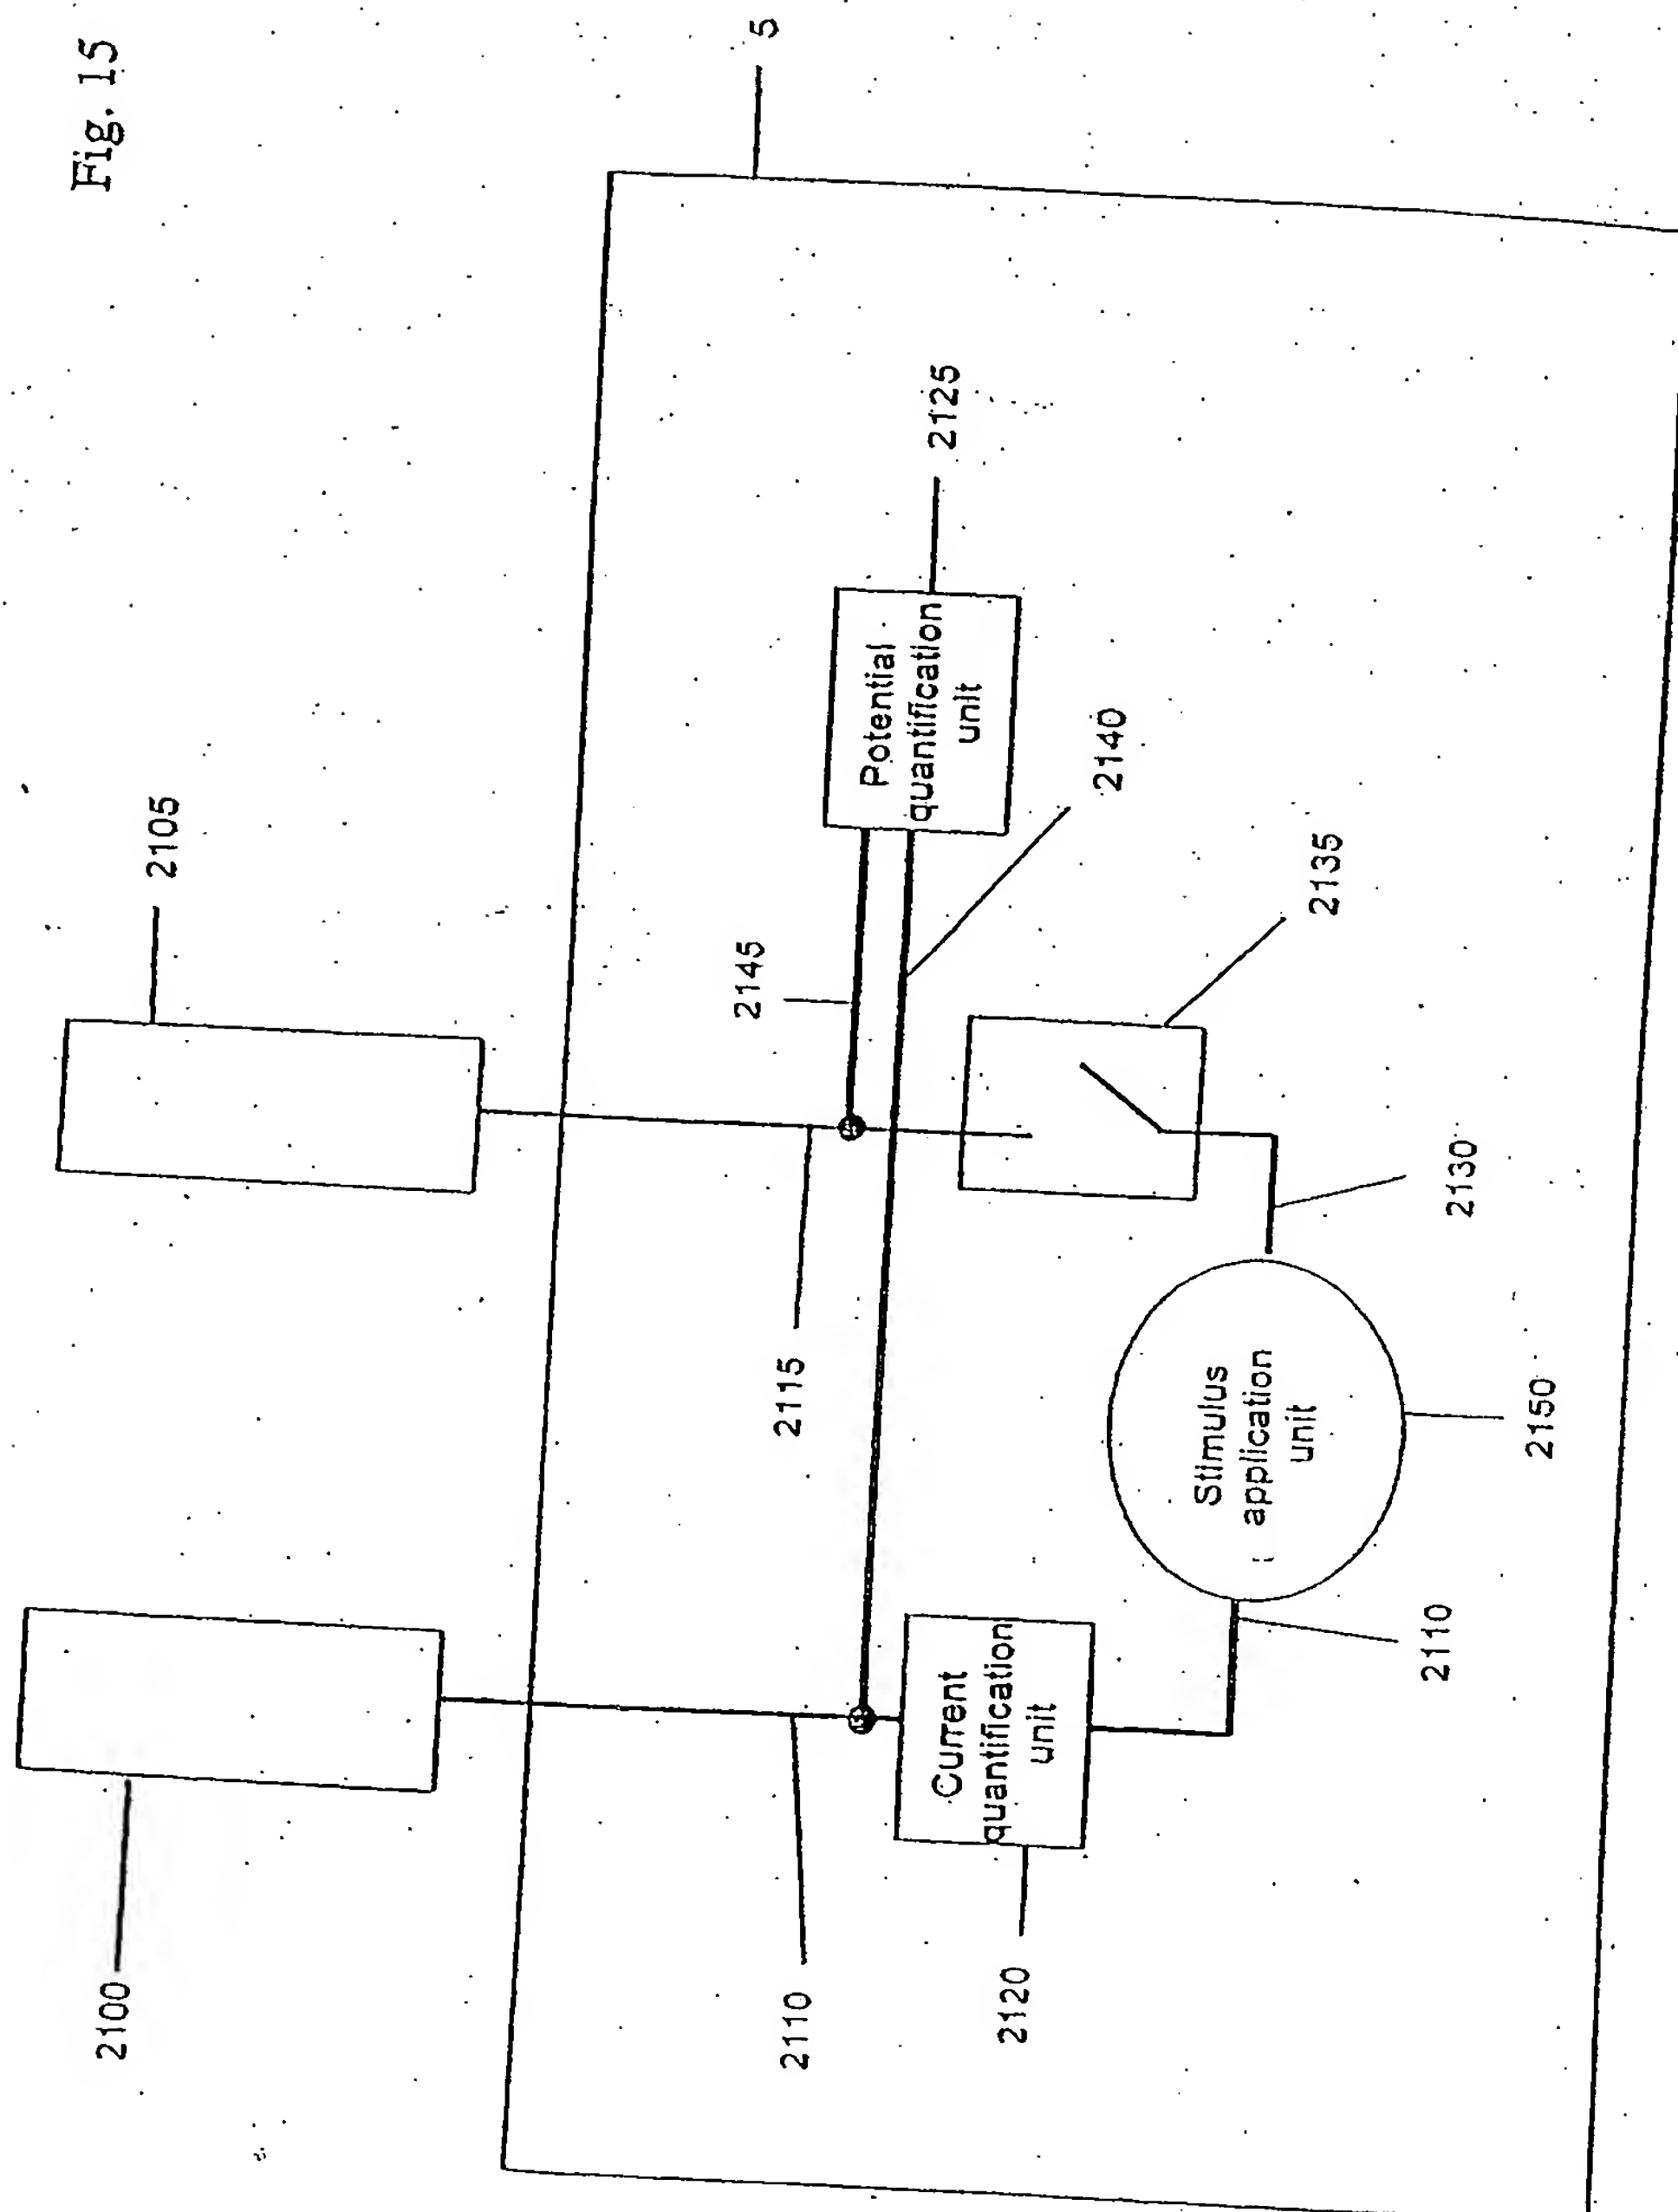 Fig. 15
5
2105
2100
2125
Potential
quantification
unit
2145
2140
2115
2135
2110
Current
quantification
unit
2120
2130
Stimulus
application
unit
2110
2150